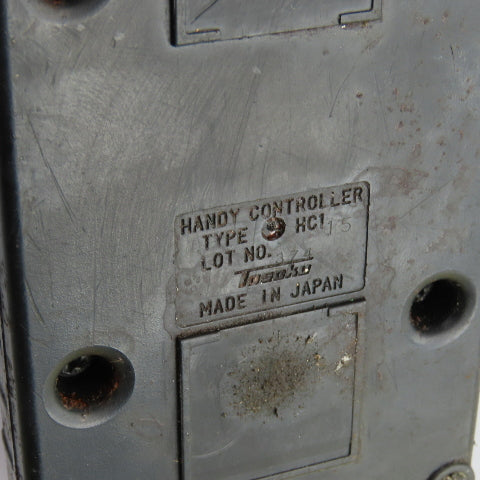 HANDY CONTROLLER
TYPE HC1
LOT NO.
Tosoku
MADE IN JAPAN